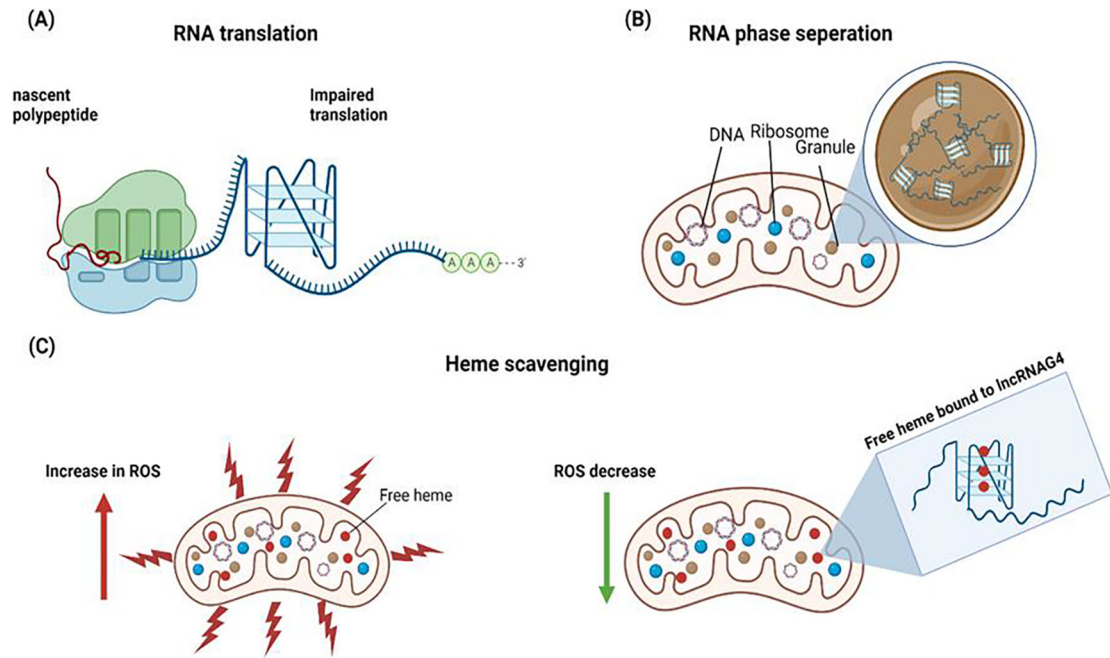 (A)
RNA translation
nascent
polypeptide
Impaired
translation
A A A ---3'
(B)
RNA phase seperation
DNA
Ribosome
Granule
(C)
Heme scavenging
Increase in ROS
Free heme
ROS decrease
Free heme bound to lncRNAG4